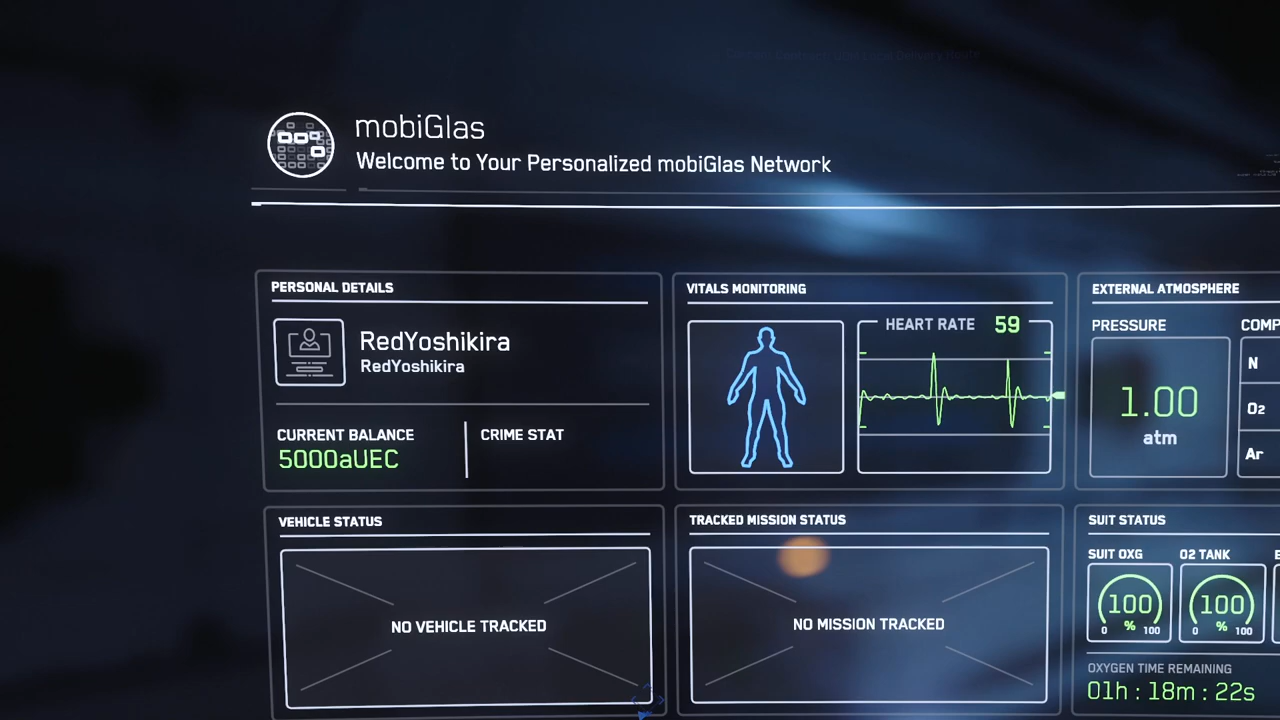 mobiGlas
Welcome to Your Personalized mobiGlas Network
PERSONAL DETAILS
RedYoshikira
RedYoshikira
CURRENT BALANCE
5000aUEC
CRIME STAT
VITALS MONITORING
HEART RATE 59
EXTERNAL ATMOSPHERE
PRESSURE
1.00
atm
COMP
N
O2
Ar
VEHICLE STATUS
NO VEHICLE TRACKED
TRACKED MISSION STATUS
NO MISSION TRACKED
SUIT STATUS
SUIT OXG
100
%
0 100
O2 TANK
100
%
0 100
OXYGEN TIME REMAINING
01h : 18m : 22s